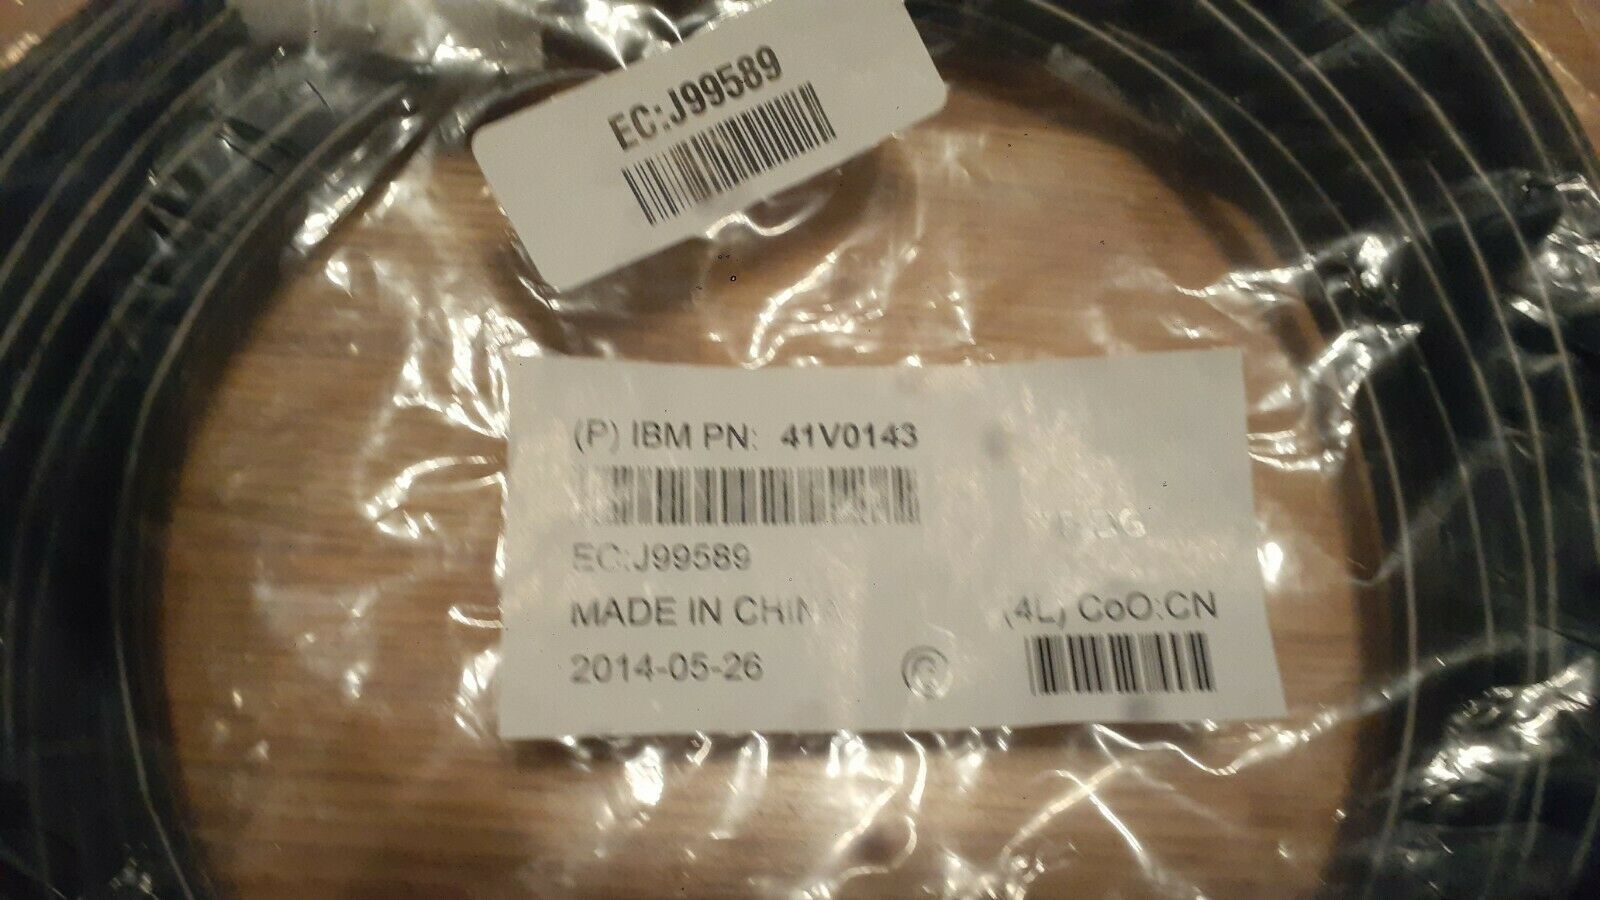 EC:J99589
(P) IBM PN: 41V0143
EC:J99589
MADE IN CHINA
(4L) CoO:CN
2014-05-26